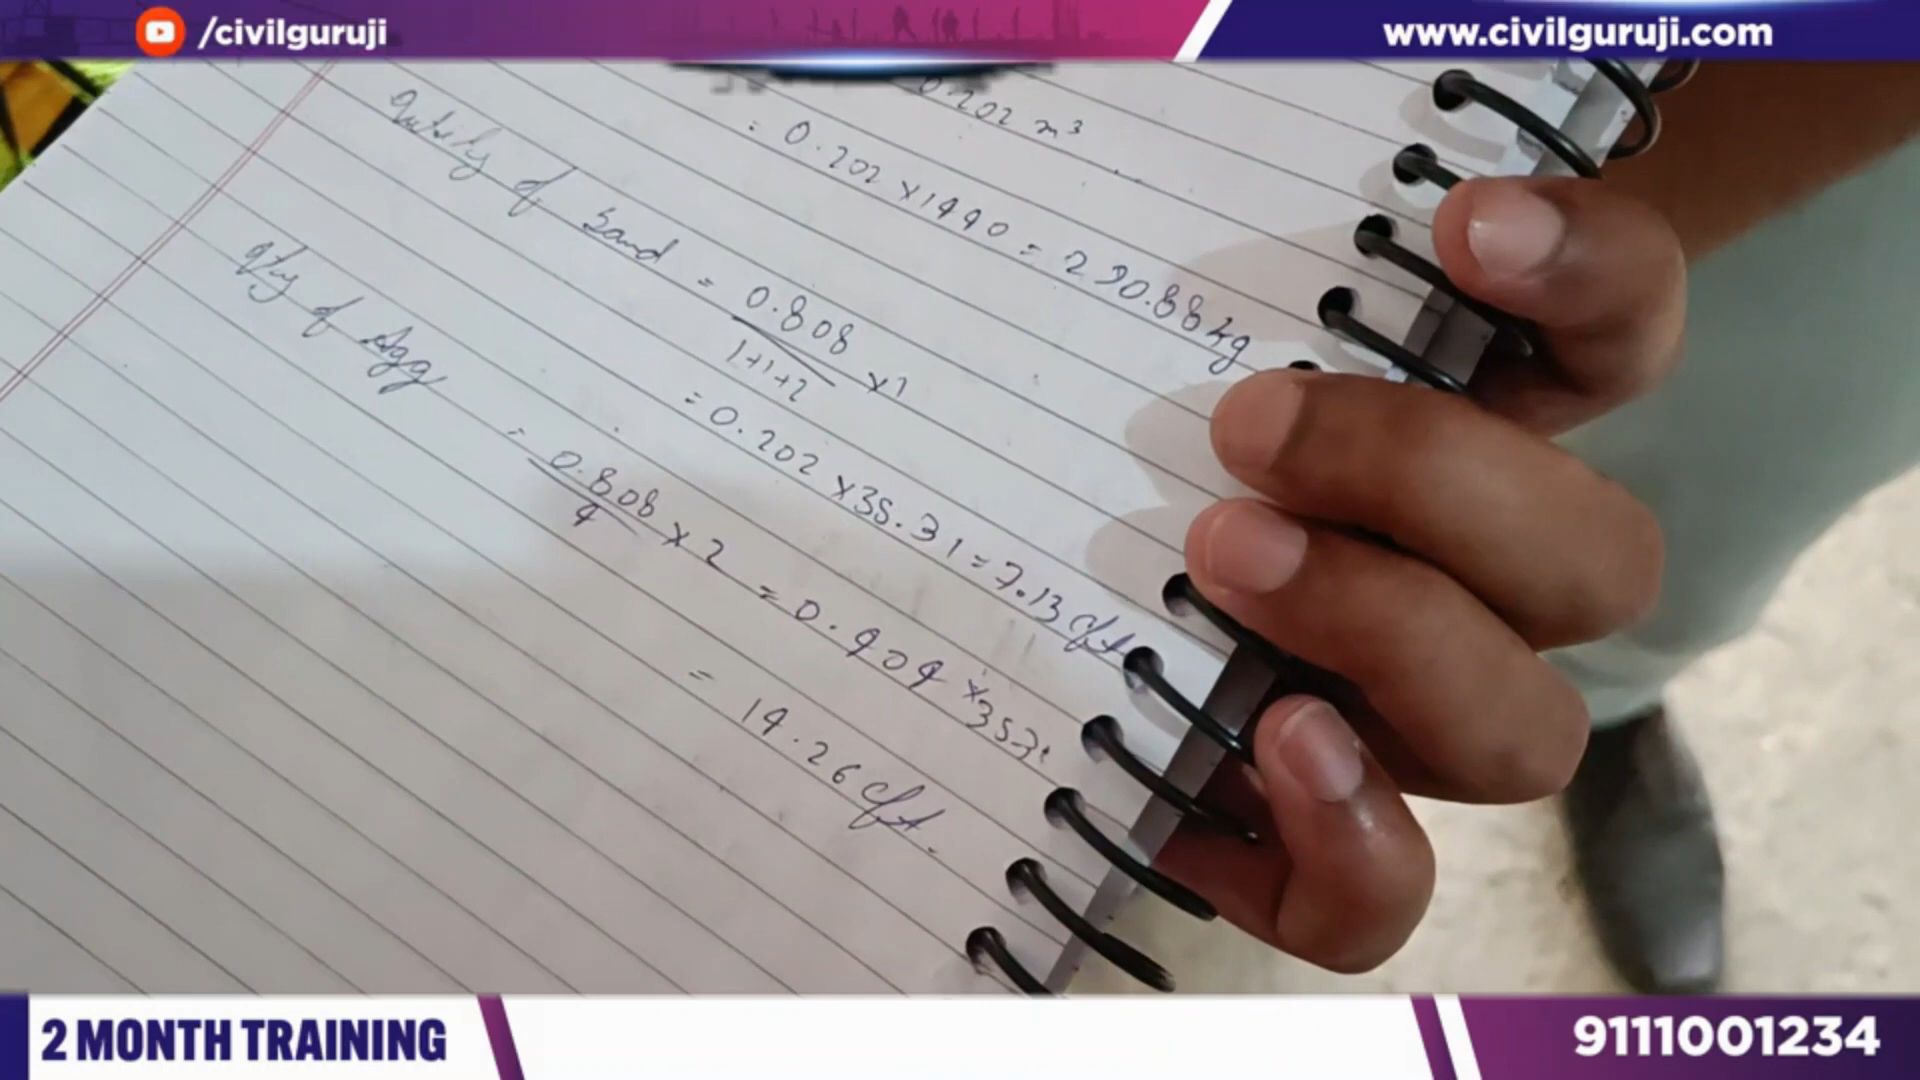 /civilguruji
www.civilguruji.com
0.202 m³
= 0.202 x 1440 = 290.88 kg
of Sand = 0.808 / 1+1+2 x 1
= 0.202 x 35.31 = 7.13 cft
qty of Agg = 0.808 / 4 x 2 = 0.404 x 35.31
= 14.26 cft.
2 MONTH TRAINING
9111001234